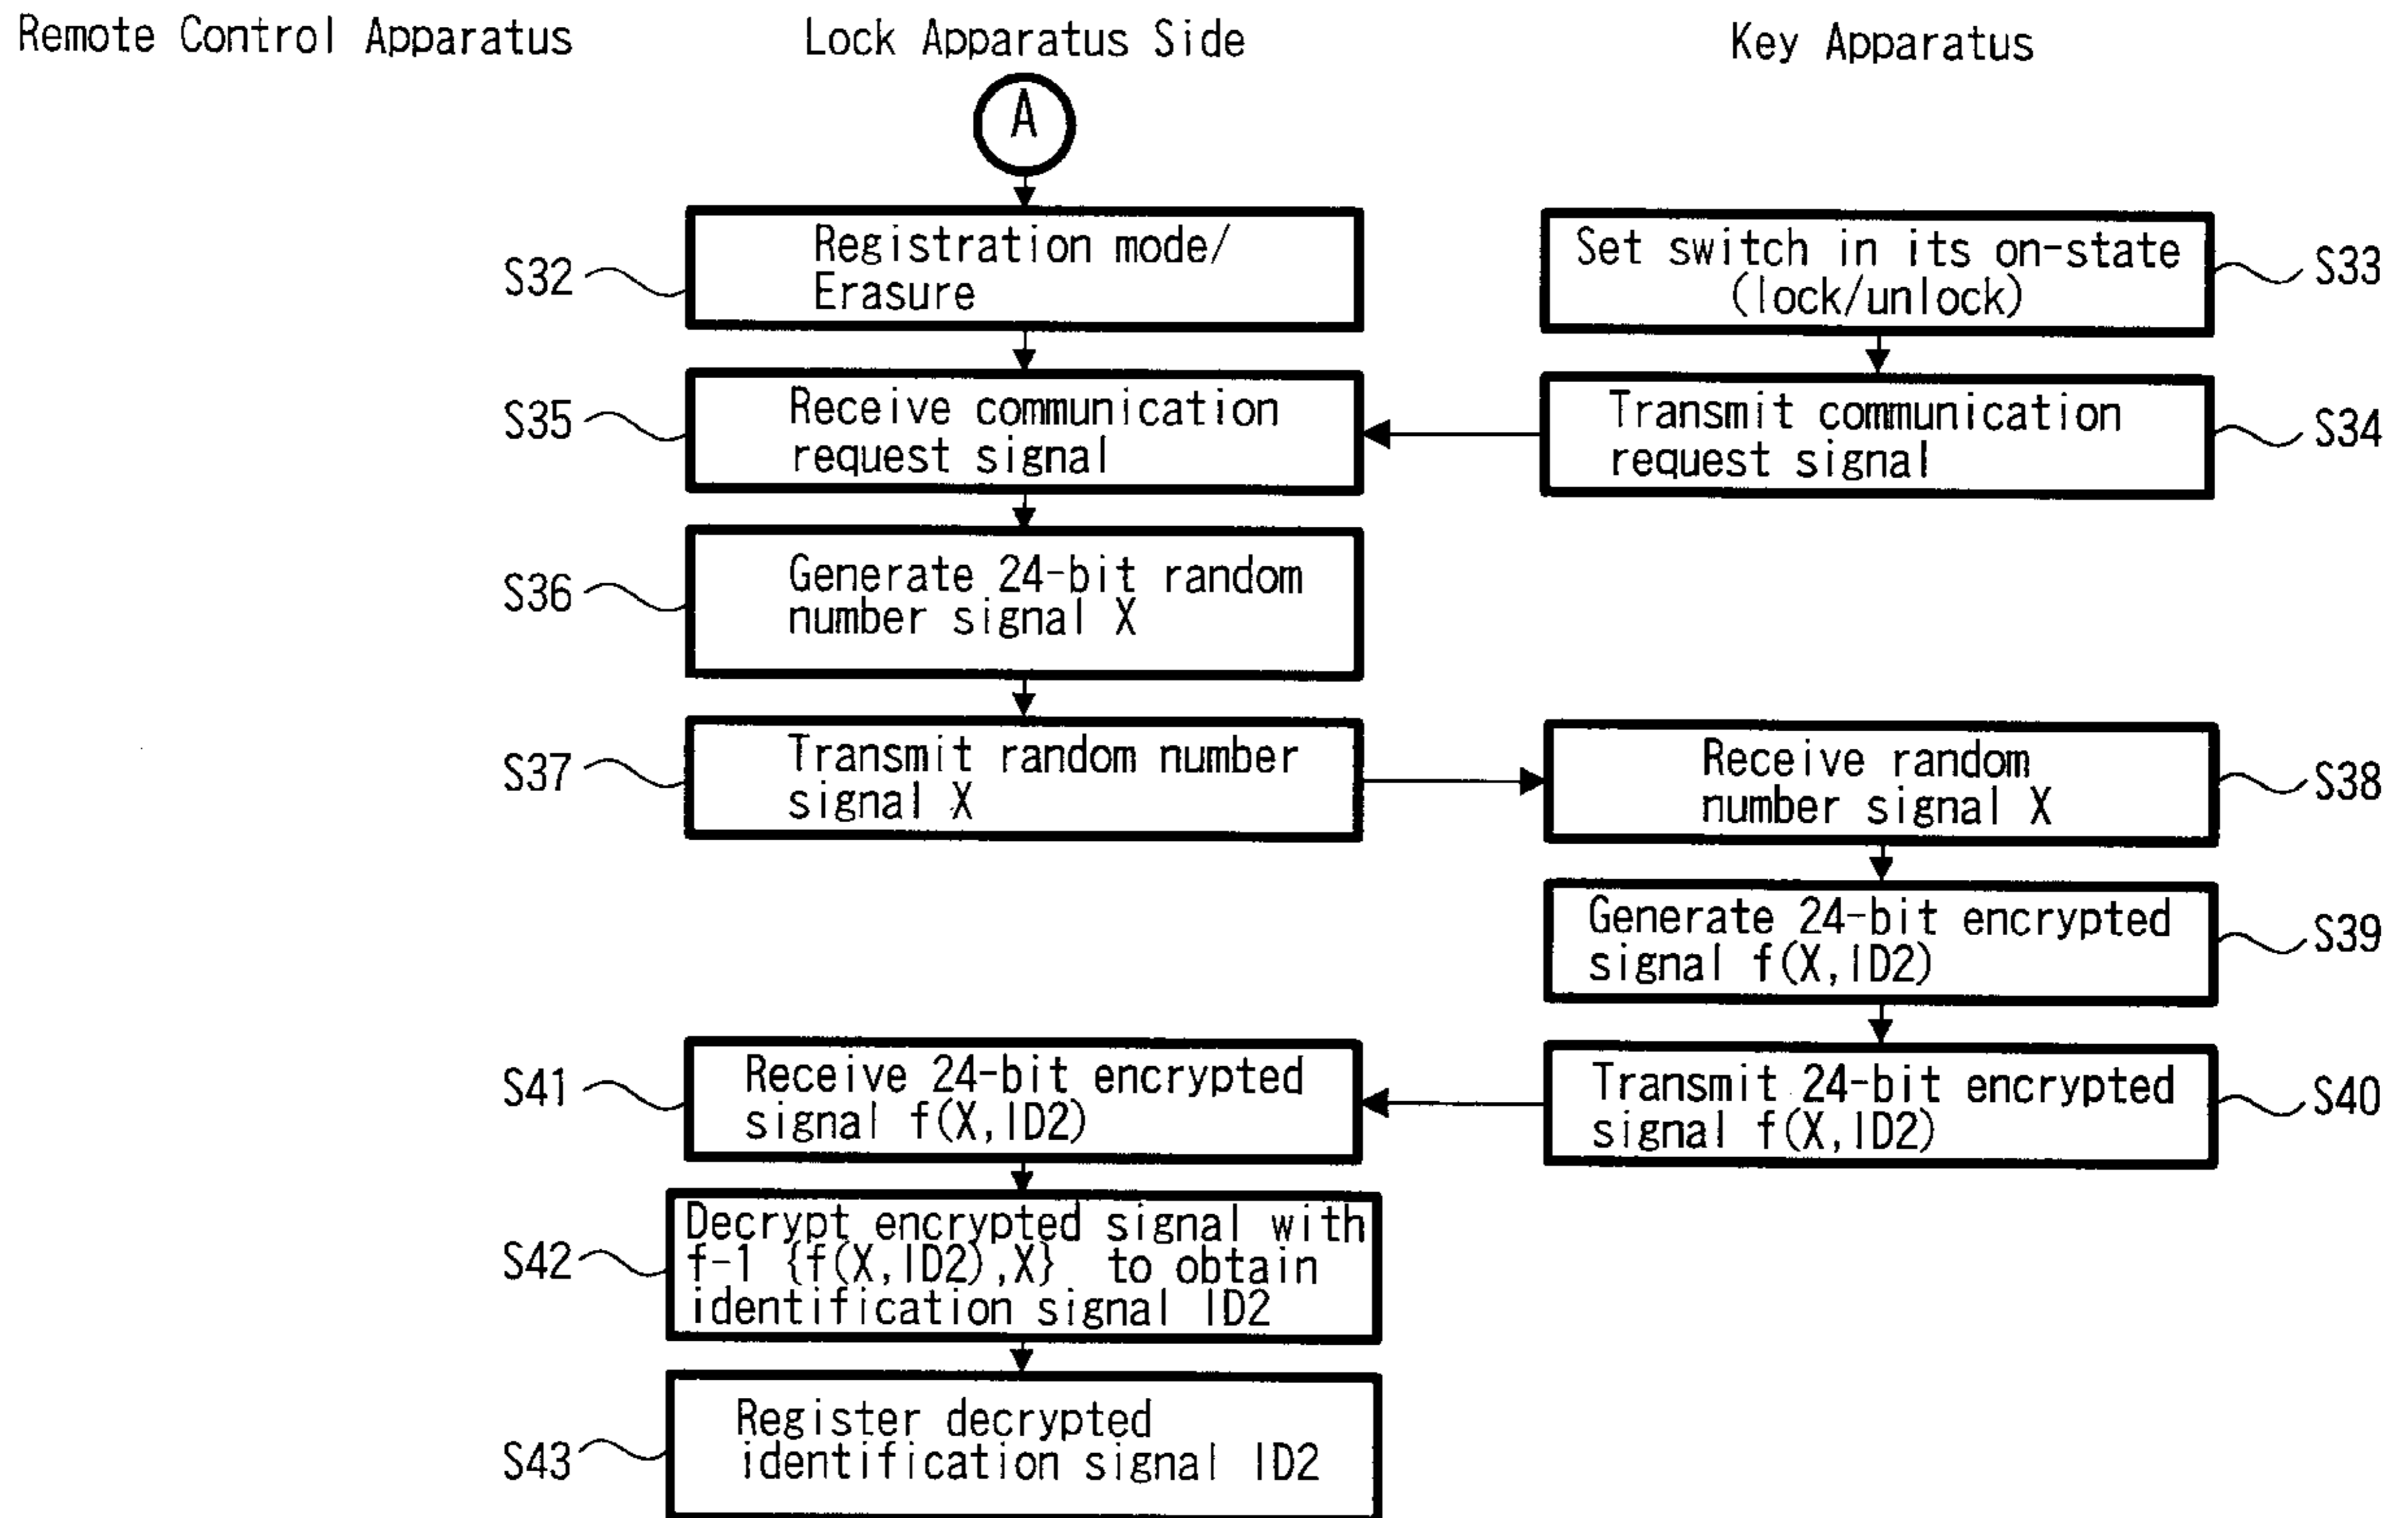 Remote Control Apparatus
Lock Apparatus Side
Key Apparatus
A
S32
Registration mode/
Erasure
Set switch in its on-state
(lock/unlock)
S33
S35
Receive communication
request signal
Transmit communication
request signal
S34
S36
Generate 24-bit random
number signal X
S37
Transmit random number
signal X
Receive random
number signal X
S38
Generate 24-bit encrypted
signal f(X,ID2)
S39
S41
Receive 24-bit encrypted
signal f(X,ID2)
Transmit 24-bit encrypted
signal f(X,ID2)
S40
S42
Decrypt encrypted signal with
f-1 {f(X,ID2),X} to obtain
identification signal ID2
S43
Register decrypted
identification signal ID2